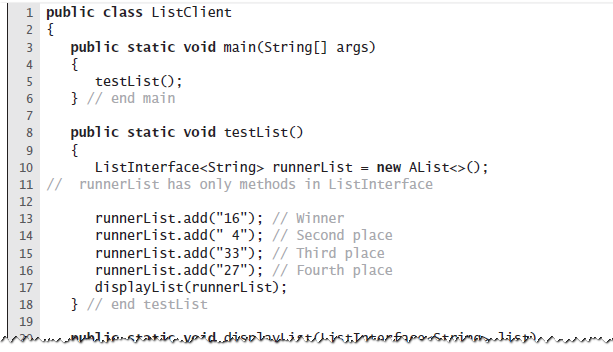 1 public class ListClient
2 {
3 public static void main(String[] args)
4 {
5 testList();
6 } // end main
7
8 public static void testList()
9 {
10 ListInterface<String> runnerList = new AList<>();
11 // runnerList has only methods in ListInterface
12
13 runnerList.add("16"); // Winner
14 runnerList.add(" 4"); // Second place
15 runnerList.add("33"); // Third place
16 runnerList.add("27"); // Fourth place
17 displayList(runnerList);
18 } // end testList
19
public static void displayList(ListInterface<String> list)